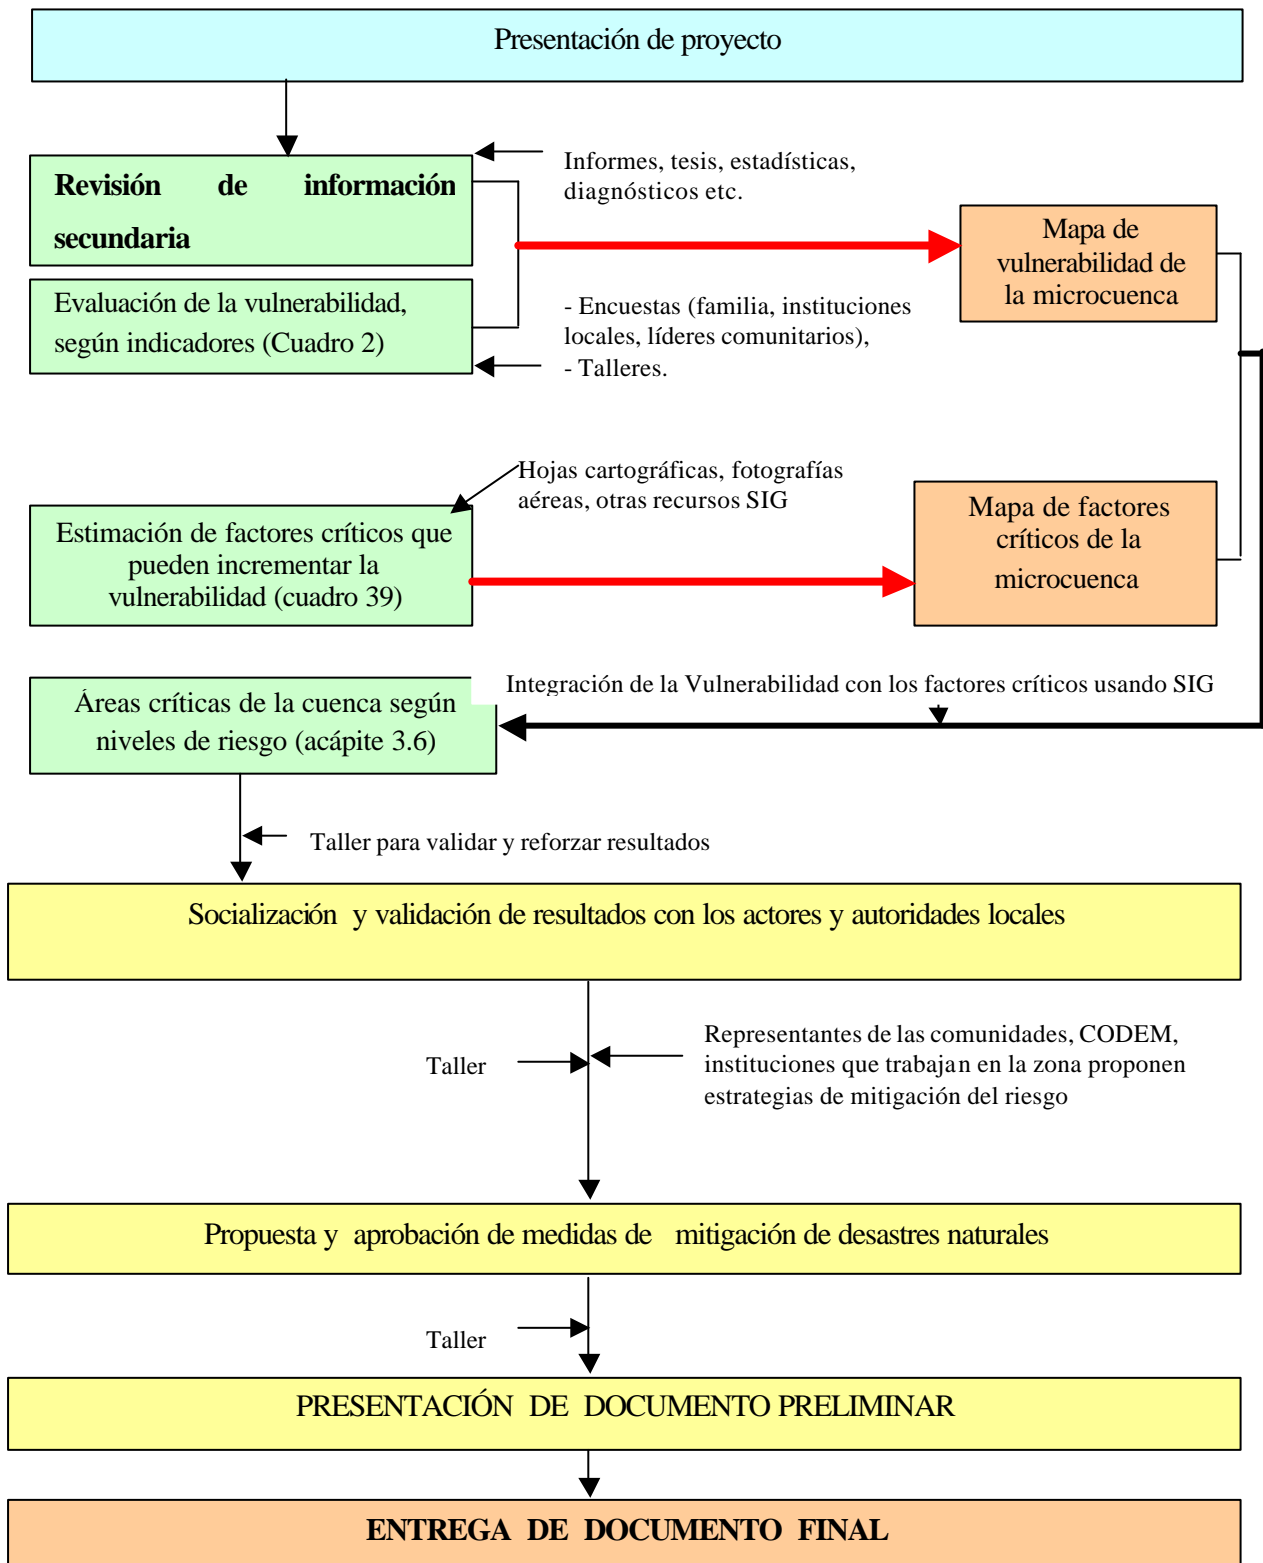 Presentación de proyecto
Revisión de información
secundaria
Informes, tesis, estadísticas,
diagnósticos etc.
Mapa de
vulnerabilidad de
la microcuenca
Evaluación de la vulnerabilidad,
según indicadores (Cuadro 2)
- Encuestas (familia, instituciones
locales, líderes comunitarios),
- Talleres.
Hojas cartográficas, fotografías
aéreas, otras recursos SIG
Estimación de factores críticos que
pueden incrementar la
vulnerabilidad (cuadro 39)
Mapa de factores
críticos de la
microcuenca
Integración de la Vulnerabilidad con los factores críticos usando SIG
Áreas críticas de la cuenca según
niveles de riesgo (acápite 3.6)
Taller para validar y reforzar resultados
Socialización y validación de resultados con los actores y autoridades locales
Taller
Representantes de las comunidades, CODEM,
instituciones que trabajan en la zona proponen
estrategias de mitigación del riesgo
Propuesta y aprobación de medidas de mitigación de desastres naturales
Taller
PRESENTACIÓN DE DOCUMENTO PRELIMINAR
ENTREGA DE DOCUMENTO FINAL